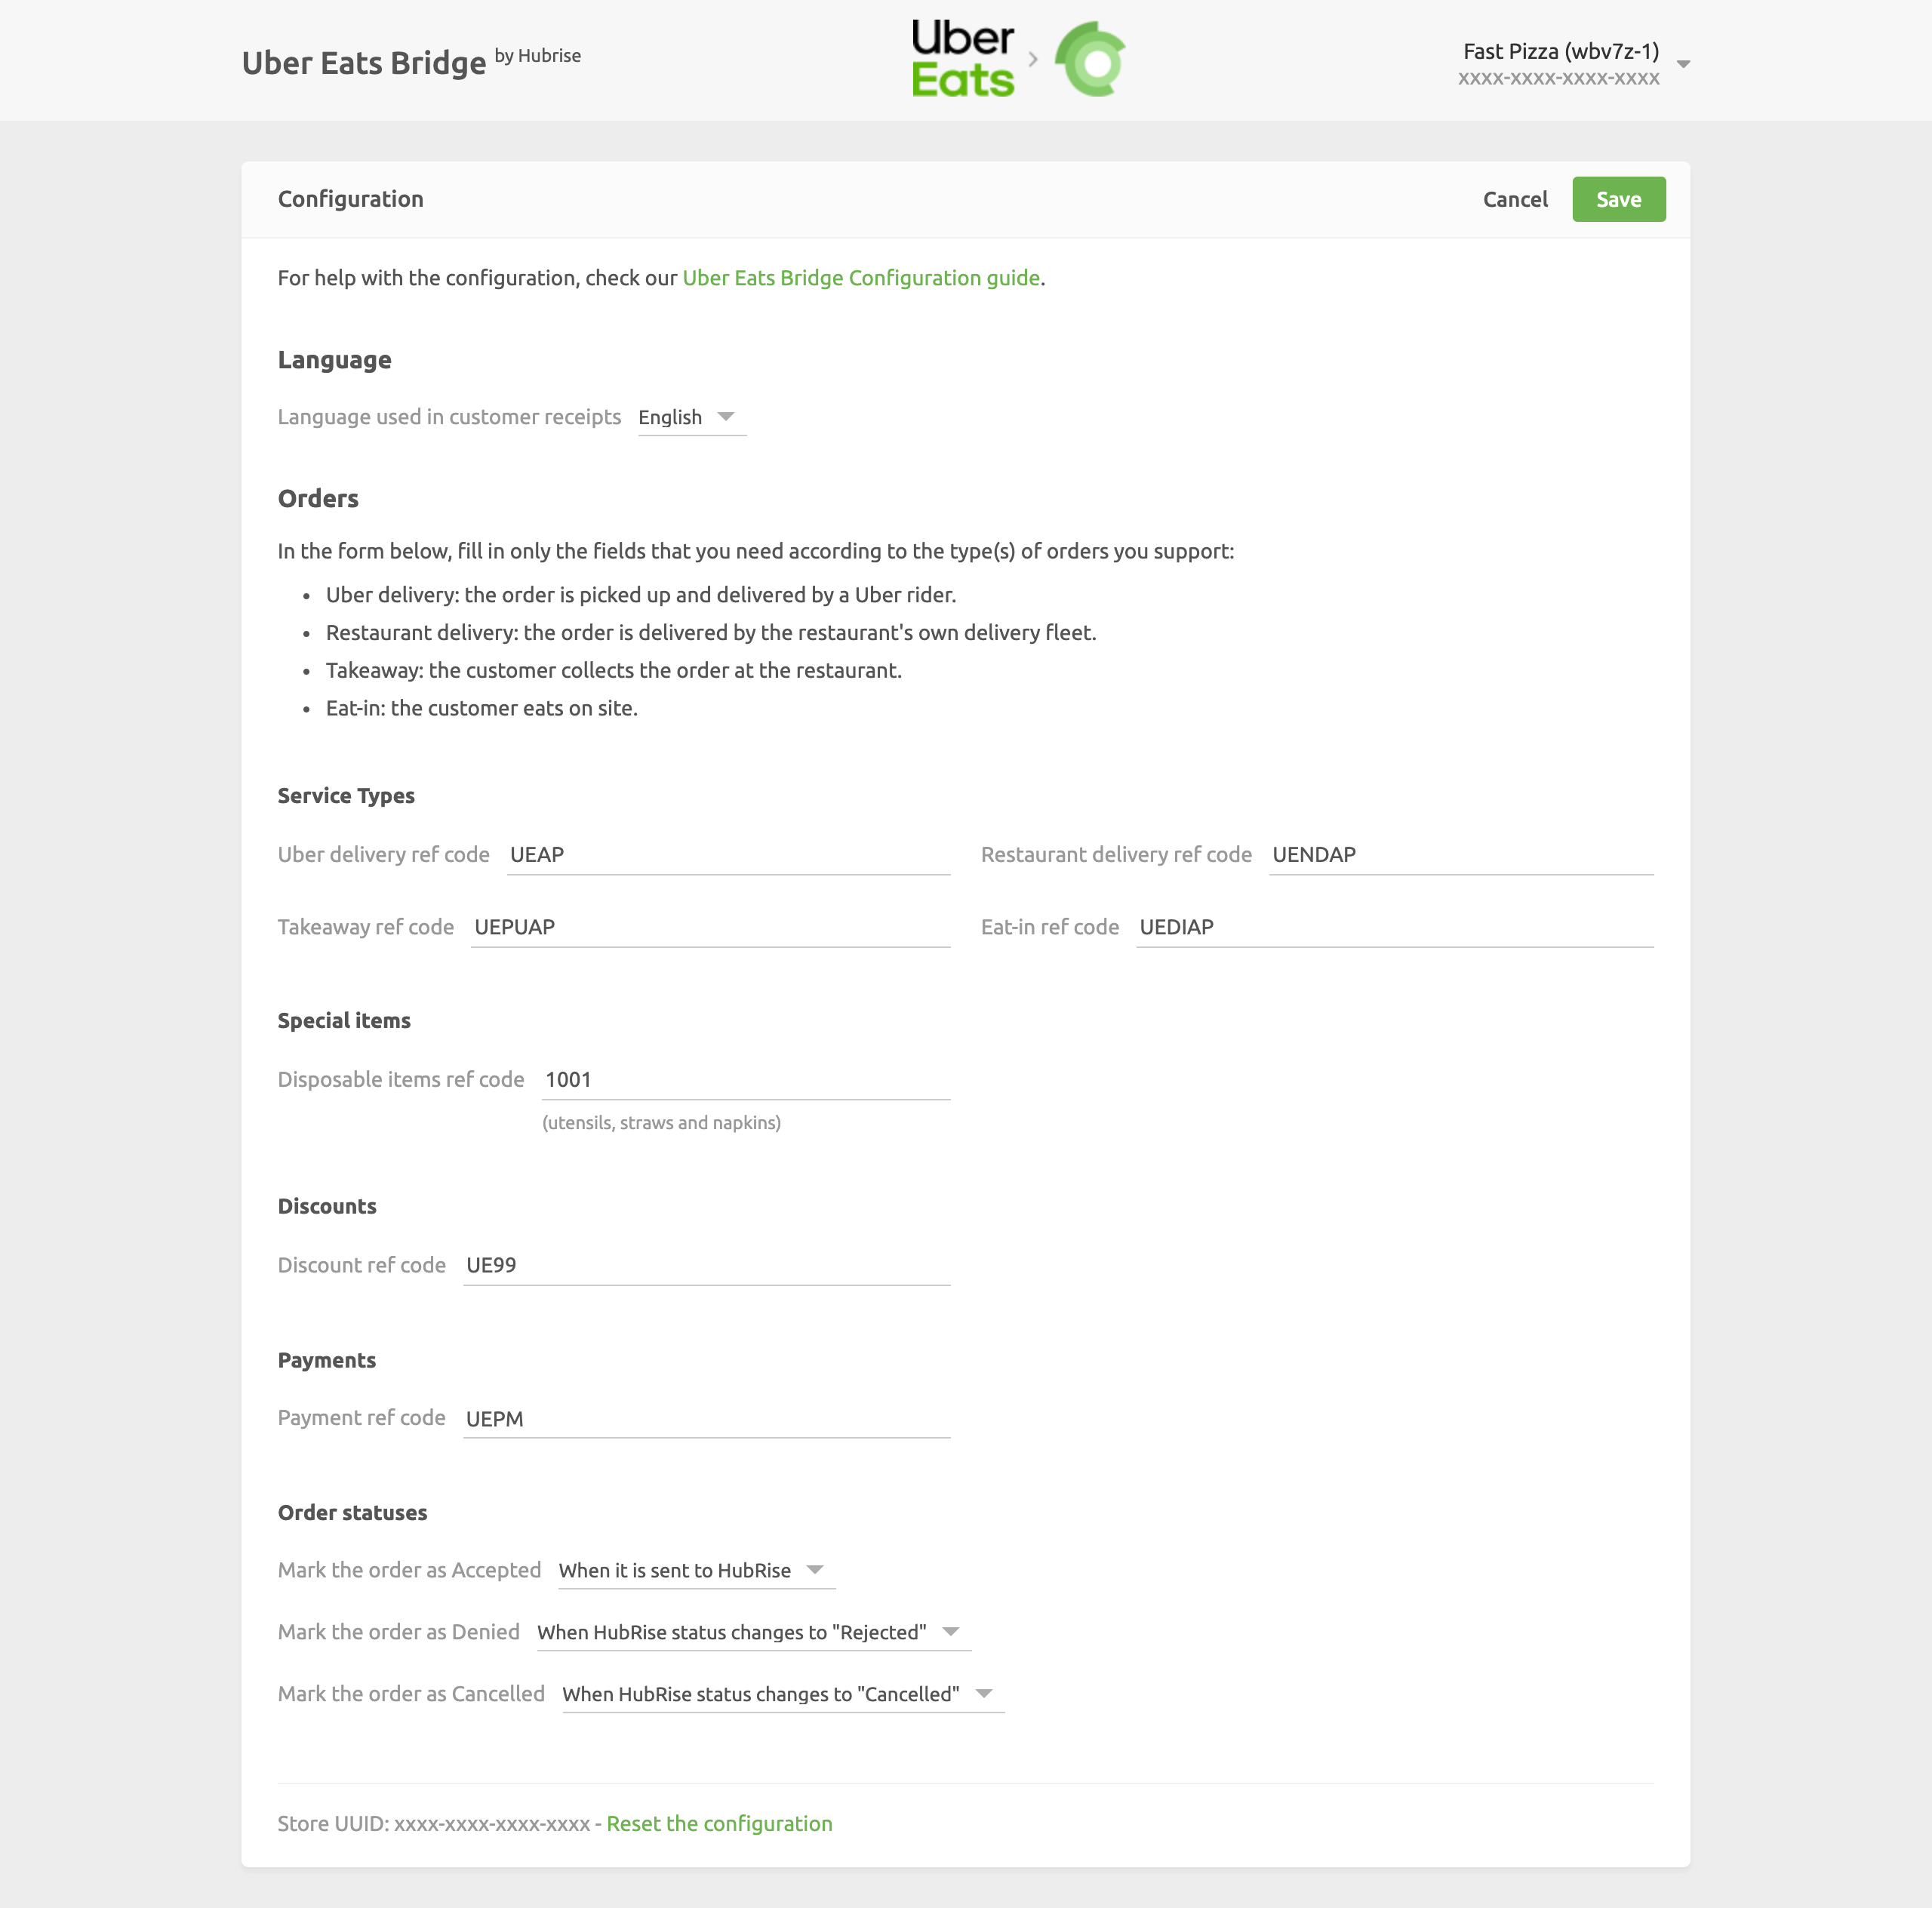 Uber Eats Bridge by Hubrise
Uber
Eats
Fast Pizza (wbv7z-1)
xxxx-xxxx-xxxx-xxxx
Configuration
Cancel
Save
For help with the configuration, check our Uber Eats Bridge Configuration guide.
Language
Language used in customer receipts English
Orders
In the form below, fill in only the fields that you need according to the type(s) of orders you support:
• Uber delivery: the order is picked up and delivered by a Uber rider.
• Restaurant delivery: the order is delivered by the restaurant's own delivery fleet.
• Takeaway: the customer collects the order at the restaurant.
• Eat-in: the customer eats on site.
Service Types
Uber delivery ref code UEAP
Restaurant delivery ref code UENDAP
Takeaway ref code UEPUAP
Eat-in ref code UEDIAP
Special items
Disposable items ref code 1001
(utensils, straws and napkins)
Discounts
Discount ref code UE99
Payments
Payment ref code UEPM
Order statuses
Mark the order as Accepted When it is sent to HubRise
Mark the order as Denied When HubRise status changes to "Rejected"
Mark the order as Cancelled When HubRise status changes to "Cancelled"
Store UUID: xxxx-xxxx-xxxx-xxxx - Reset the configuration